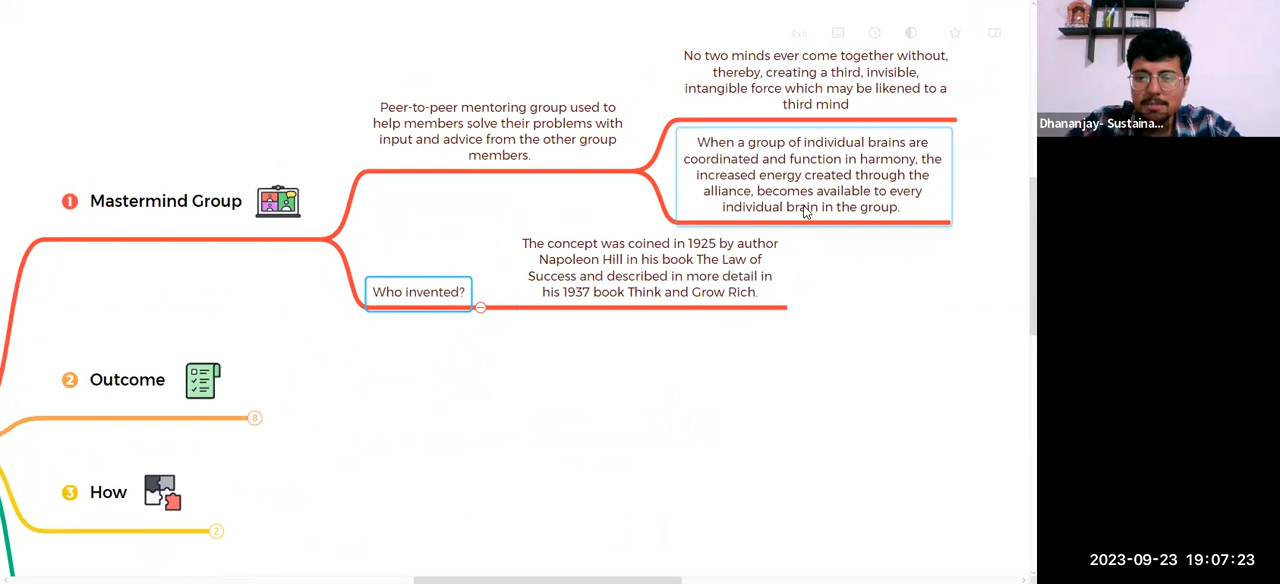 Exit
No two minds ever come together without,
thereby, creating a third, invisible,
intangible force which may be likened to a
third mind
Peer-to-peer mentoring group used to
help members solve their problems with
input and advice from the other group
members.
When a group of individual brains are
coordinated and function in harmony, the
increased energy created through the
alliance, becomes available to every
individual brain in the group.
1 Mastermind Group
The concept was coined in 1925 by author
Napoleon Hill in his book The Law of
Success and described in more detail in
his 1937 book Think and Grow Rich.
Who invented?
2 Outcome
8
3 How
2
Dhananjay- Sustaina...
2023-09-23 19:07:23